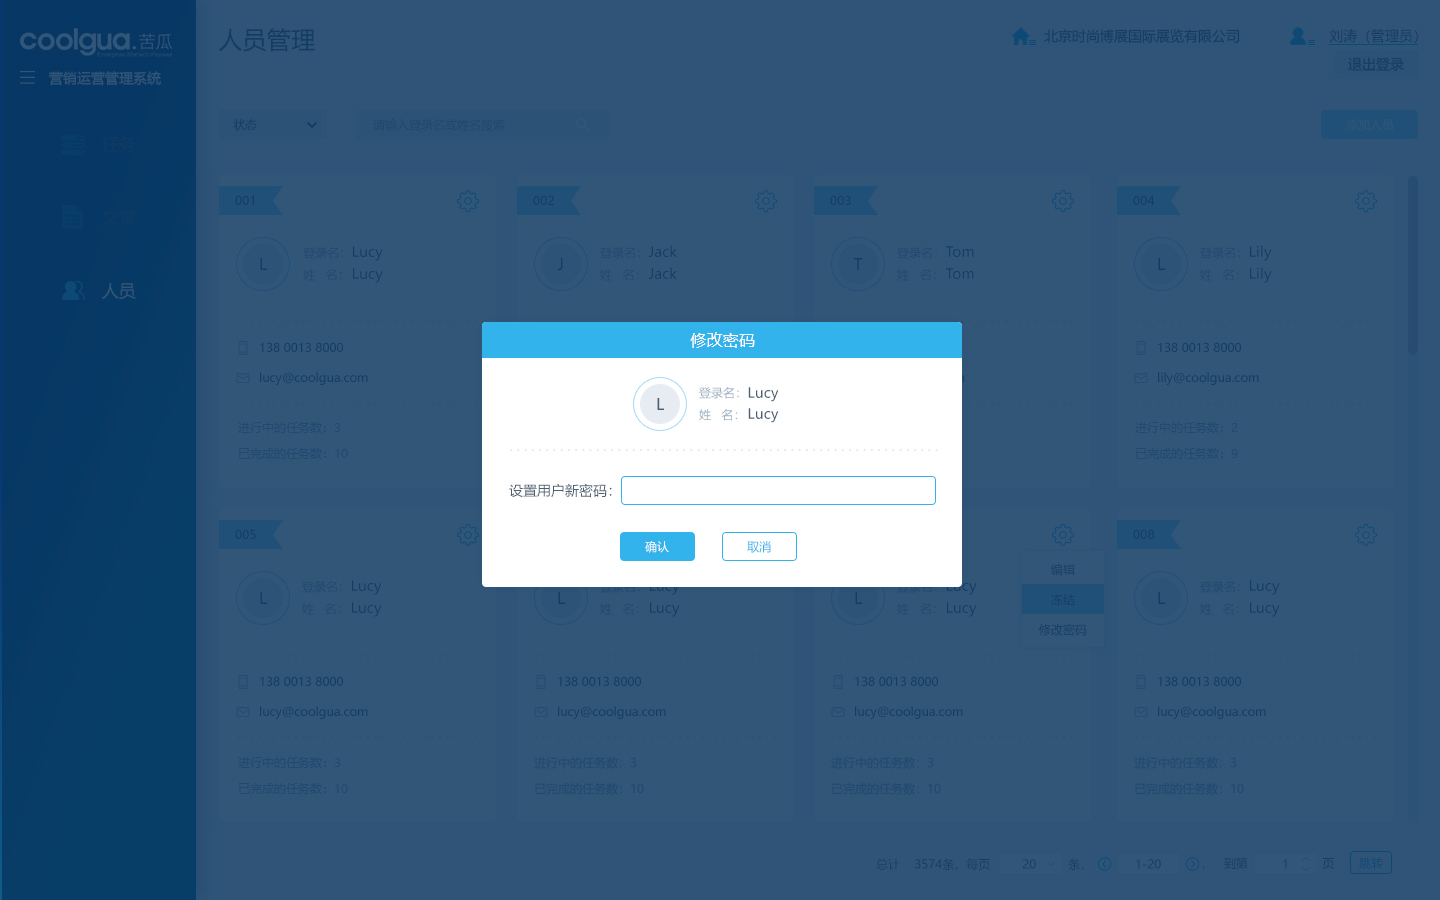 coolgua.苦瓜
营销运营管理系统
任务
文章
人员
人员管理
北京时尚博展国际展览有限公司
刘涛（管理员）
退出登录
状态
请输入登录名或姓名搜索
添加人员
001
登录名：Lucy
姓 名：Lucy
138 0013 8000
lucy@coolgua.com
进行中的任务数：3
已完成的任务数：10
002
J
登录名：Jack
姓 名：Jack
003
T
登录名：Tom
姓 名：Tom
004
L
登录名：Lily
姓 名：Lily
138 0013 8000
lily@coolgua.com
进行中的任务数：2
已完成的任务数：9
修改密码
L
登录名：Lucy
姓 名：Lucy
设置用户新密码：
确认
取消
005
L
登录名：Lucy
姓 名：Lucy
138 0013 8000
lucy@coolgua.com
进行中的任务数：3
已完成的任务数：10
L
登录名：Lucy
姓 名：Lucy
138 0013 8000
lucy@coolgua.com
进行中的任务数：3
已完成的任务数：10
L
登录名：Lucy
姓 名：Lucy
编辑
冻结
修改密码
138 0013 8000
lucy@coolgua.com
进行中的任务数：3
已完成的任务数：10
008
L
登录名：Lucy
姓 名：Lucy
138 0013 8000
lucy@coolgua.com
进行中的任务数：3
已完成的任务数：10
总计 3574条，每页 20 条， 1-20 ， 到第 1 页 跳转